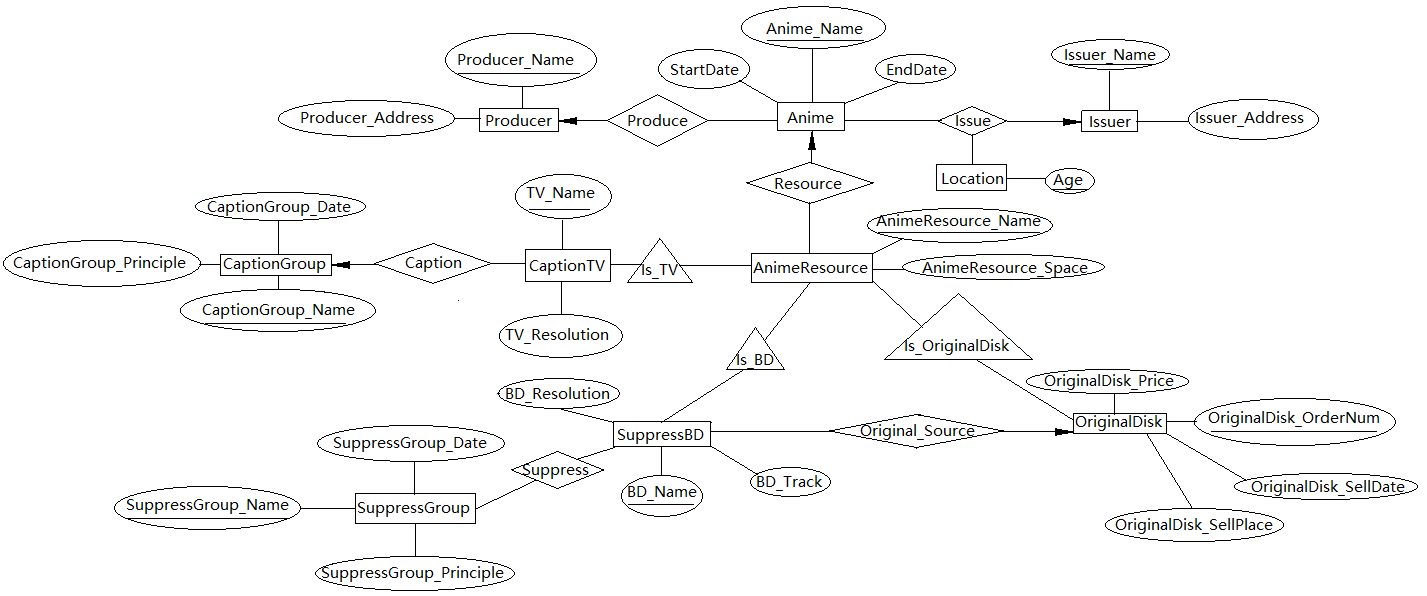 Anime_Name
Producer_Name
StartDate
EndDate
Issuer_Name
Producer_Address
Producer
Produce
Anime
Issue
Issuer
Issuer_Address
Resource
Location
Age
CaptionGroup_Date
TV_Name
AnimeResource_Name
CaptionGroup_Principle
CaptionGroup
Caption
CaptionTV
Is_TV
AnimeResource
AnimeResource_Space
CaptionGroup_Name
TV_Resolution
Is_BD
Is_OriginalDisk
BD_Resolution
OriginalDisk_Price
SuppressGroup_Date
SuppressBD
Original_Source
OriginalDisk
OriginalDisk_OrderNum
Suppress
BD_Name
BD_Track
OriginalDisk_SellDate
SuppressGroup_Name
SuppressGroup
OriginalDisk_SellPlace
SuppressGroup_Principle